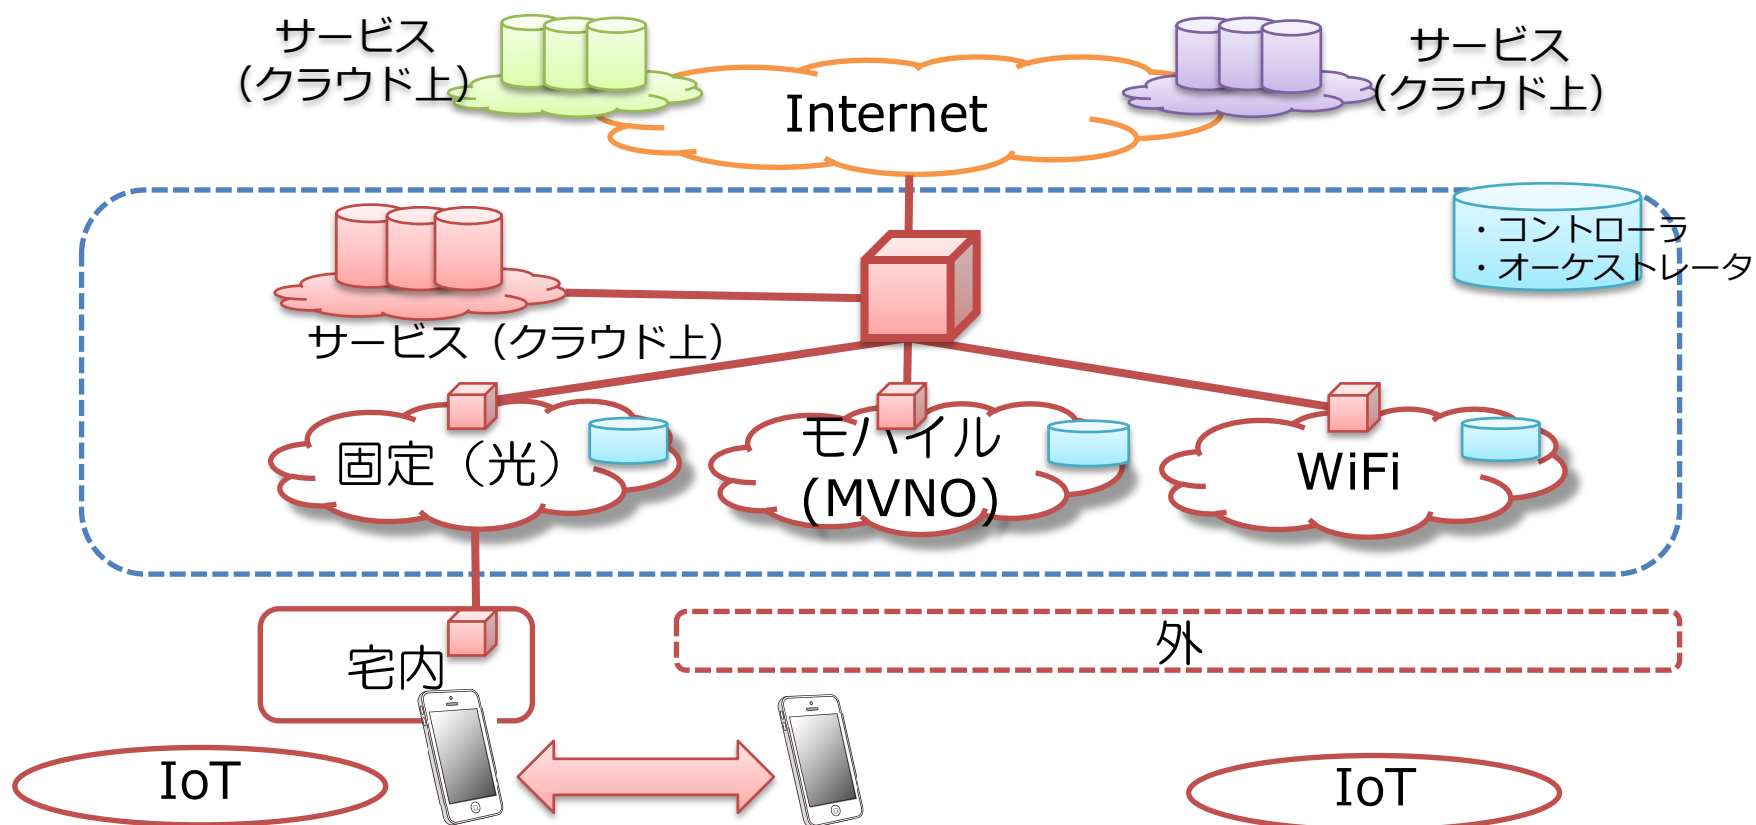 サービス
（クラウド上）
Internet
サービス
（クラウド上）
・コントローラ
・オーケストレータ
サービス（クラウド上）
固定（光）
モバイル
(MVNO)
WiFi
宅内
外
IoT
IoT